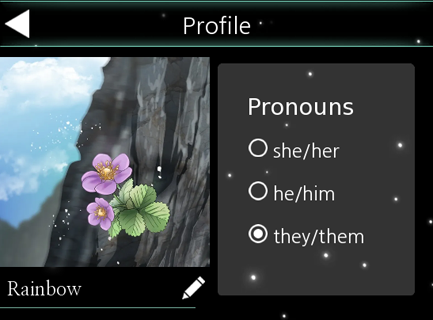 Profile
Pronouns
she/her
he/him
they/them
Rainbow